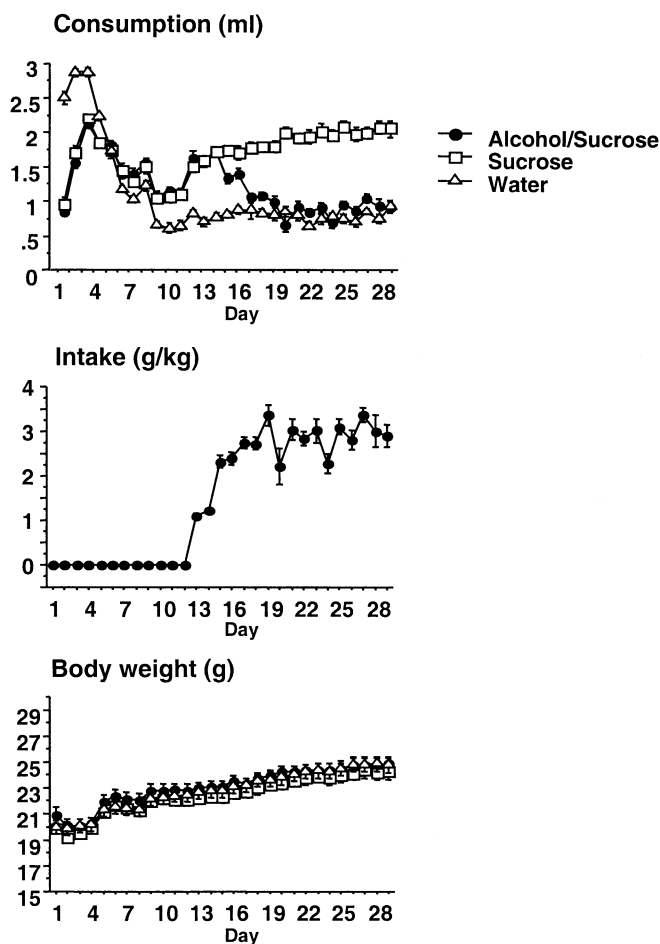 Consumption (ml)
3
2.5
2
1.5
1
.5
0
1 4 7 10 13 16 19 22 25 28
Day
Alcohol/Sucrose
Sucrose
Water
Intake (g/kg)
4
3
2
1
0
1 4 7 10 13 16 19 22 25 28
Day
Body weight (g)
29
27
25
23
21
19
17
15
1 4 7 10 13 16 19 22 25 28
Day